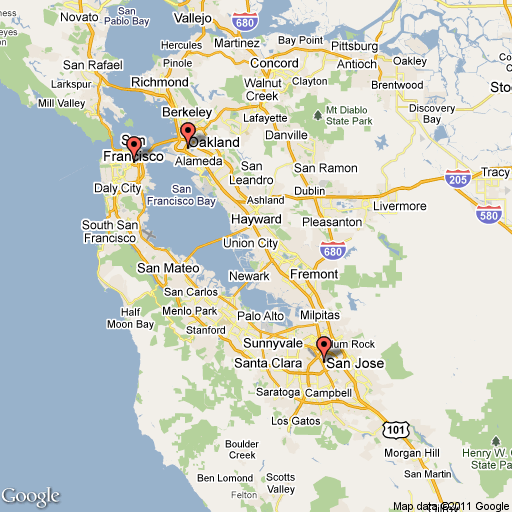 Novato
San Pablo Bay
Vallejo
680
Martinez
Bay Point
Pittsburg
Hercules
Antioch
Oakley
San Rafael
Pinole
Concord
Larkspur
Richmond
Walnut
Creek
Clayton
Brentwood
Mill Valley
Berkeley
Mt Diablo
State Park
Discovery
Bay
Lafayette
Danville
San
Francisco
Oakland
Alameda
San
Leandro
San Ramon
Tracy
Daly City
San
Francisco Bay
Ashland
Dublin
205
Livermore
South San
Francisco
Hayward
Pleasanton
580
Union City
680
San Mateo
Newark
Fremont
San Carlos
Half
Moon Bay
Menlo Park
Palo Alto
Milpitas
Stanford
Sunnyvale
lum Rock
Santa Clara
San Jose
Saratoga
Campbell
Los Gatos
101
Boulder
Creek
Morgan Hill
Henry W.
State Pa
Ben Lomond
Scotts
Valley
San Martin
Felton
Google
Map data ©2011 Google